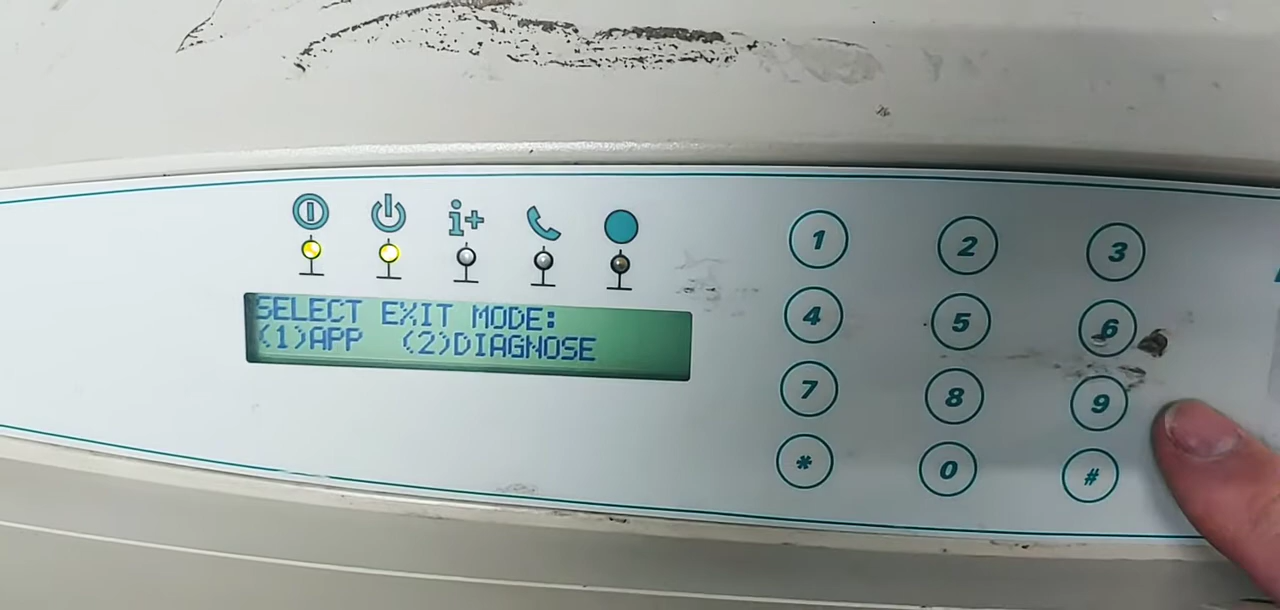 i+
SELECT EXIT MODE:
(1)APP (2)DIAGNOSE
1 2 3
4 5 6
7 8 9
* 0 #